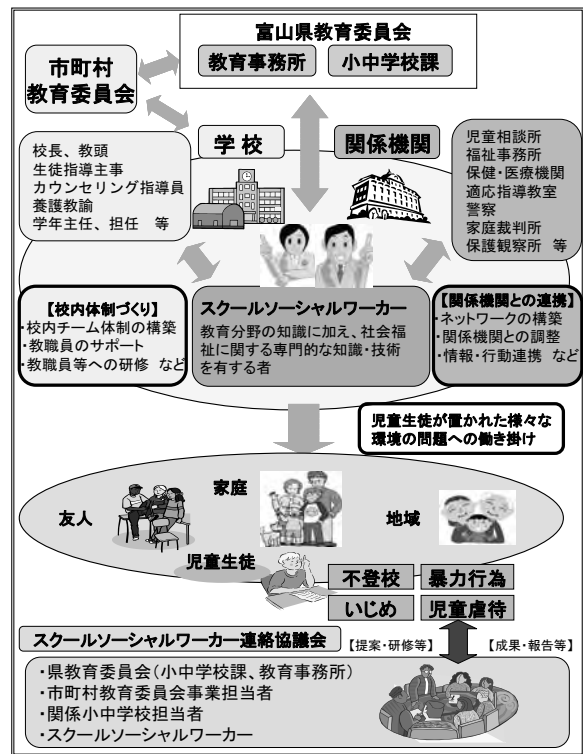 富山県教育委員会
教育事務所
小中学校課
市町村
教育委員会
学校
関係機関
校長、教頭
生徒指導主事
カウンセリング指導員
養護教諭
学年主任、担任 等
児童相談所
福祉事務所
保健・医療機関
適応指導教室
警察
家庭裁判所
保護観察所 等
【校内体制づくり】
・校内チーム体制の構築
・教職員のサポート
・教職員等への研修 など
スクールソーシャルワーカー
教育分野の知識に加え、社会福
祉に関する専門的な知識・技術
を有する者
【関係機関との連携】
・ネットワークの構築
・関係機関との調整
・情報・行動連携 など
児童生徒が置かれた様々な
環境の問題への働き掛け
家庭
友人
地域
児童生徒
不登校
暴力行為
いじめ
児童虐待
スクールソーシャルワーカー連絡協議会
【提案・研修等】
【成果・報告等】
・県教育委員会（小中学校課、教育事務所）
・市町村教育委員会事業担当者
・関係小中学校担当者
・スクールソーシャルワーカー